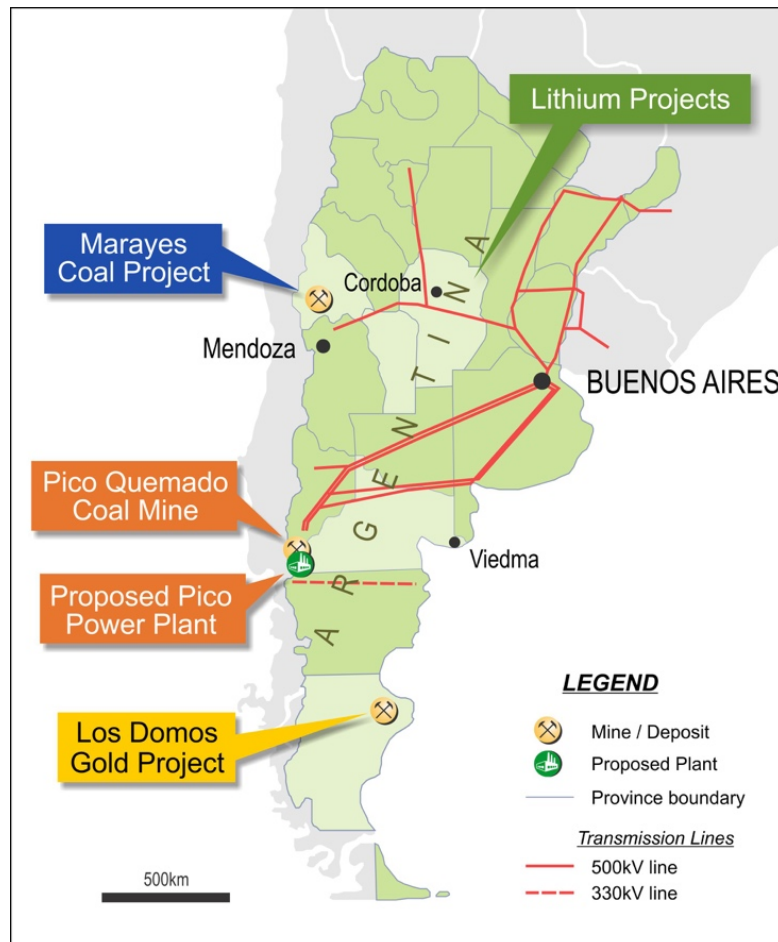 Lithium Projects
Marayes
Coal Project
Cordoba
Mendoza
BUENOS AIRES
ARGENTINA
Pico Quemado
Coal Mine
Viedma
Proposed Pico
Power Plant
Los Domos
Gold Project
LEGEND
Mine / Deposit
Proposed Plant
Province boundary
Transmission Lines
500kV line
330kV line
500km